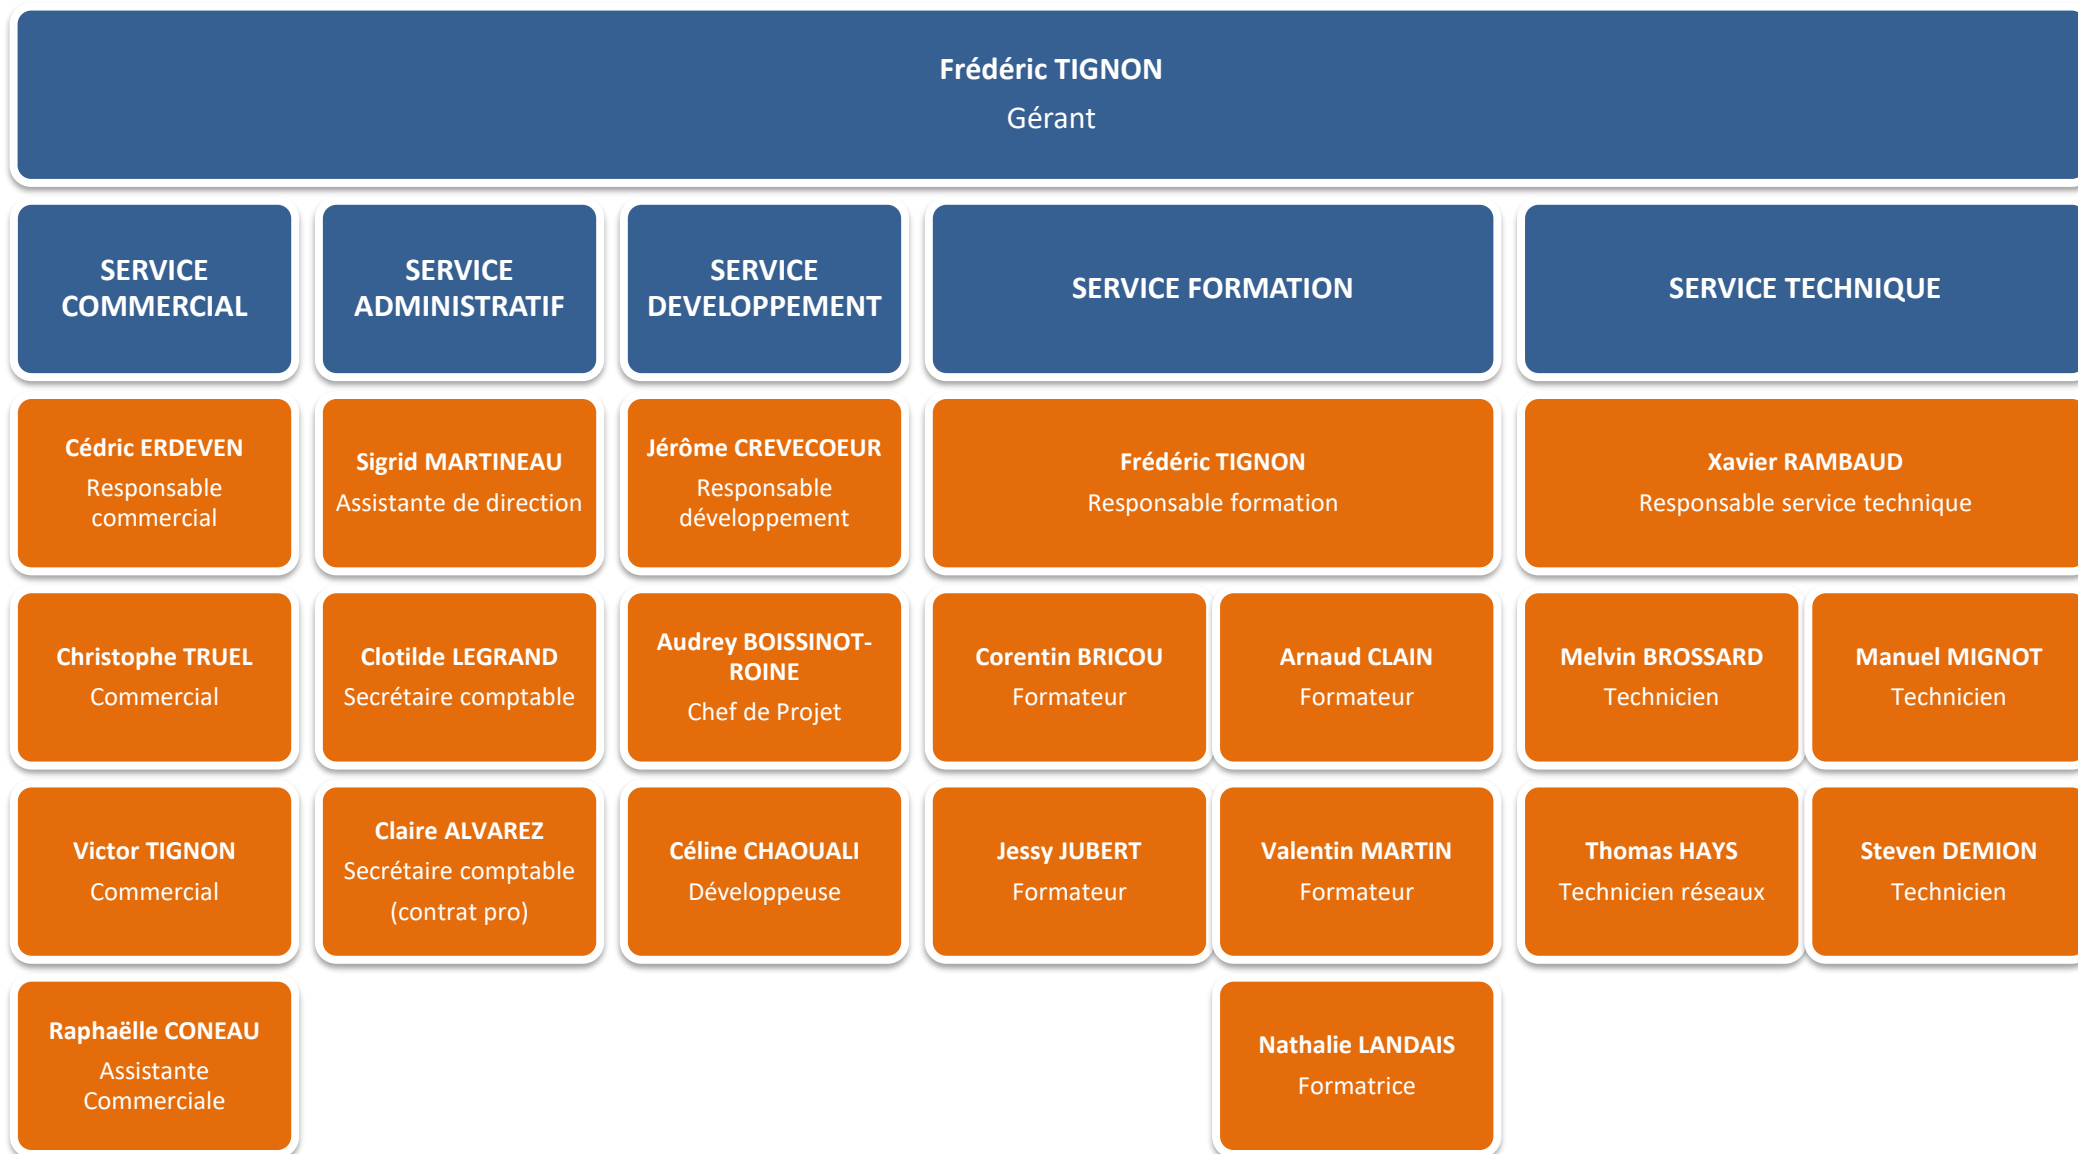 Frédéric TIGNON
Gérant
SERVICE
COMMERCIAL
SERVICE
ADMINISTRATIF
SERVICE
DEVELOPPEMENT
SERVICE FORMATION
SERVICE TECHNIQUE
Cédric ERDEVEN
Responsable
commercial
Sigrid MARTINEAU
Assistante de direction
Jérôme CREVECOEUR
Responsable
développement
Frédéric TIGNON
Responsable formation
Xavier RAMBAUD
Responsable service technique
Christophe TRUEL
Commercial
Clotilde LEGRAND
Secrétaire comptable
Audrey BOISSINOT-
ROINE
Chef de Projet
Corentin BRICOU
Formateur
Arnaud CLAIN
Formateur
Melvin BROSSARD
Technicien
Manuel MIGNOT
Technicien
Victor TIGNON
Commercial
Claire ALVAREZ
Secrétaire comptable
(contrat pro)
Céline CHAOUALI
Développeuse
Jessy JUBERT
Formateur
Valentin MARTIN
Formateur
Thomas HAYS
Technicien réseaux
Steven DEMION
Technicien
Raphaëlle CONEAU
Assistante
Commerciale
Nathalie LANDAIS
Formatrice